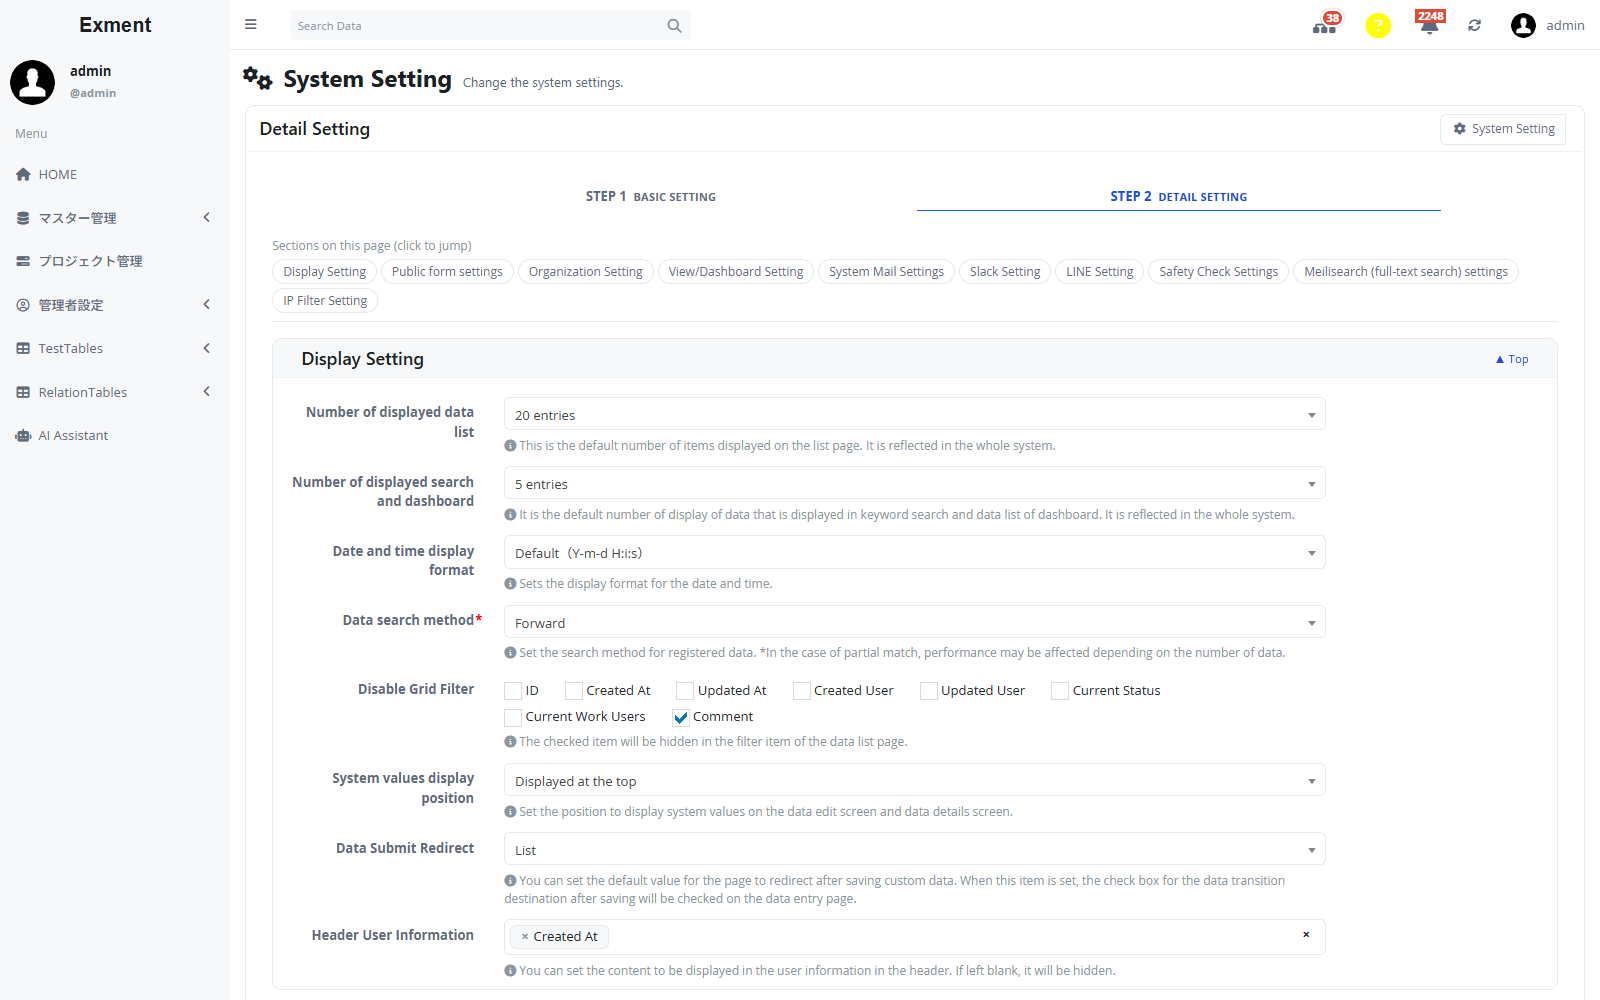 Exment
Search Data
38
?
2248
admin
admin
@admin
Menu
HOME
マスター管理
プロジェクト管理
管理者設定
TestTables
RelationTables
AI Assistant
System Setting Change the system settings.
Detail Setting
System Setting
STEP 1 BASIC SETTING
STEP 2 DETAIL SETTING
Sections on this page (click to jump)
Display Setting Public form settings Organization Setting View/Dashboard Setting System Mail Settings Slack Setting LINE Setting Safety Check Settings Meilisearch (full-text search) settings
IP Filter Setting
Display Setting
▲ Top
Number of displayed data
list
20 entries
This is the default number of items displayed on the list page. It is reflected in the whole system.
Number of displayed search
and dashboard
5 entries
It is the default number of display of data that is displayed in keyword search and data list of dashboard. It is reflected in the whole system.
Date and time display
format
Default（Y-m-d H:i:s）
Sets the display format for the date and time.
Data search method*
Forward
Set the search method for registered data. *In the case of partial match, performance may be affected depending on the number of data.
Disable Grid Filter
ID Created At Updated At Created User Updated User Current Status
Current Work Users Comment
The checked item will be hidden in the filter item of the data list page.
System values display
position
Displayed at the top
Set the position to display system values on the data edit screen and data details screen.
Data Submit Redirect
List
You can set the default value for the page to redirect after saving custom data. When this item is set, the check box for the data transition
destination after saving will be checked on the data entry page.
Header User Information
× Created At
×
You can set the content to be displayed in the user information in the header. If left blank, it will be hidden.